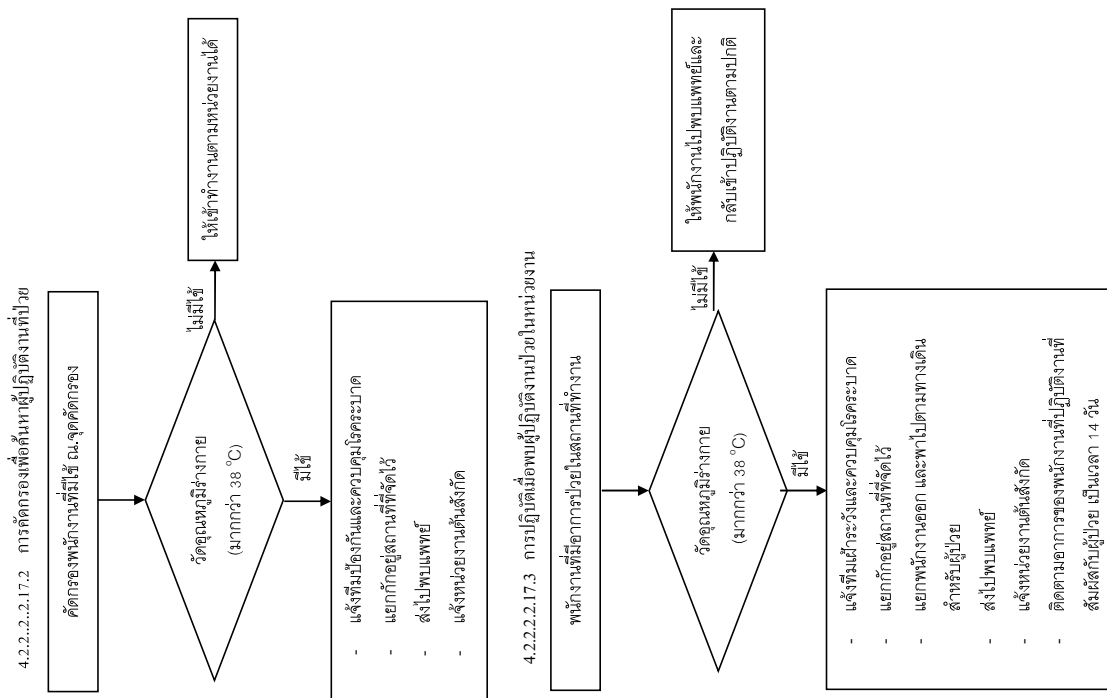 4.2.2.2.2.17.2 การคัดกรองเพื่อค้นหาผู้ปฏิบัติงานที่ป่วย
คัดกรองพนักงานที่มีไข้ ณ.จุดคัดกรอง
วัดอุณหภูมิร่างกาย
(มากกว่า 38 °C)
ไม่มีไข้
ให้เข้าทำงานตามหน่วยงานได้
มีไข้
- แจ้งทีมป้องกันและควบคุมโรคระบาด
- แยกกักอยู่สถานที่ที่จัดไว้
- ส่งไปพบแพทย์
- แจ้งหน่วยงานต้นสังกัด
4.2.2.2.2.17.3 การปฏิบัติเมื่อพบผู้ปฏิบัติงานป่วยในหน่วยงาน
พนักงานที่มีอาการป่วยในสถานที่ทำงาน
วัดอุณหภูมิร่างกาย
(มากกว่า 38 °C)
ไม่มีไข้
ให้พนักงานไปพบแพทย์และ
กลับเข้าปฏิบัติงานตามปกติ
มีไข้
- แจ้งทีมเฝ้าระวังและควบคุมโรคระบาด
- แยกกักอยู่สถานที่ที่จัดไว้
- แยกพนักงานออก และพาไปตามทางเดิน
สำหรับผู้ป่วย
- ส่งไปพบแพทย์
- แจ้งหน่วยงานต้นสังกัด
- ติดตามอาการของพนักงานที่ปฏิบัติงานที่
สัมผัสกับผู้ป่วย เป็นเวลา 14 วัน